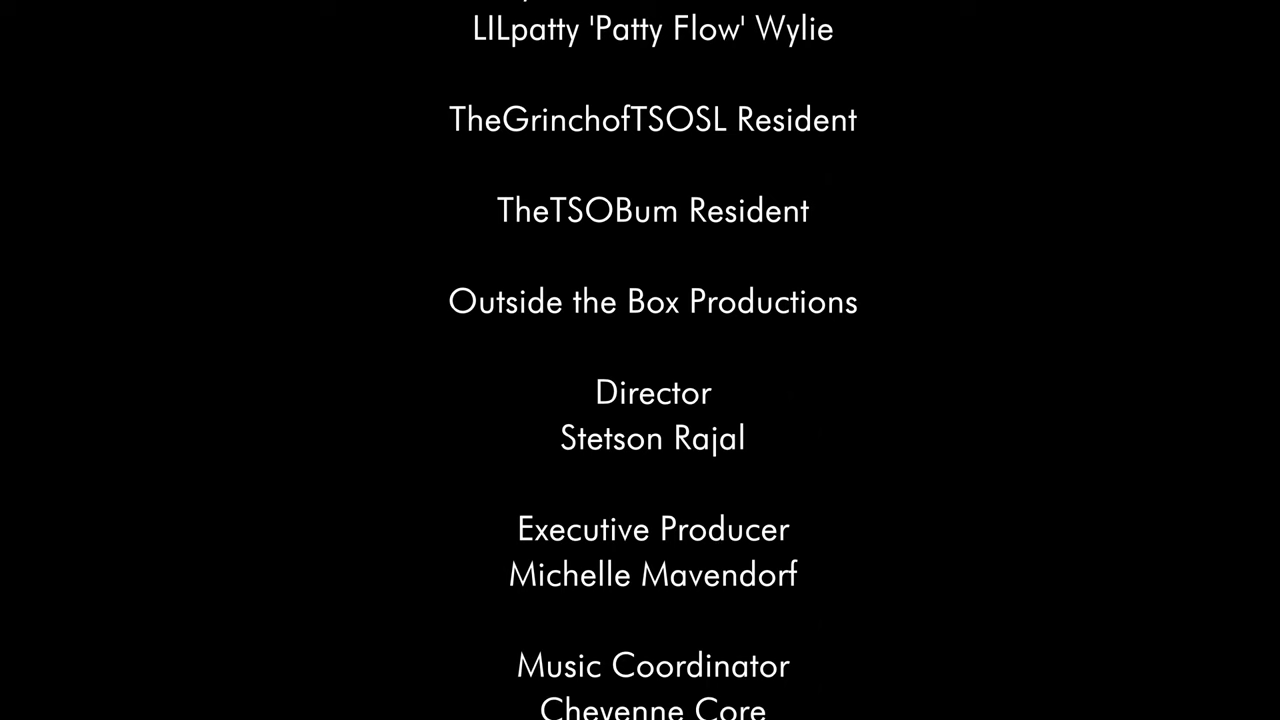 LILpatty 'Patty Flow' Wylie
TheGrinchofTSOSL Resident
TheTSOBum Resident
Outside the Box Productions
Director
Stetson Rajal
Executive Producer
Michelle Mavendorf
Music Coordinator
Cheyenne Core